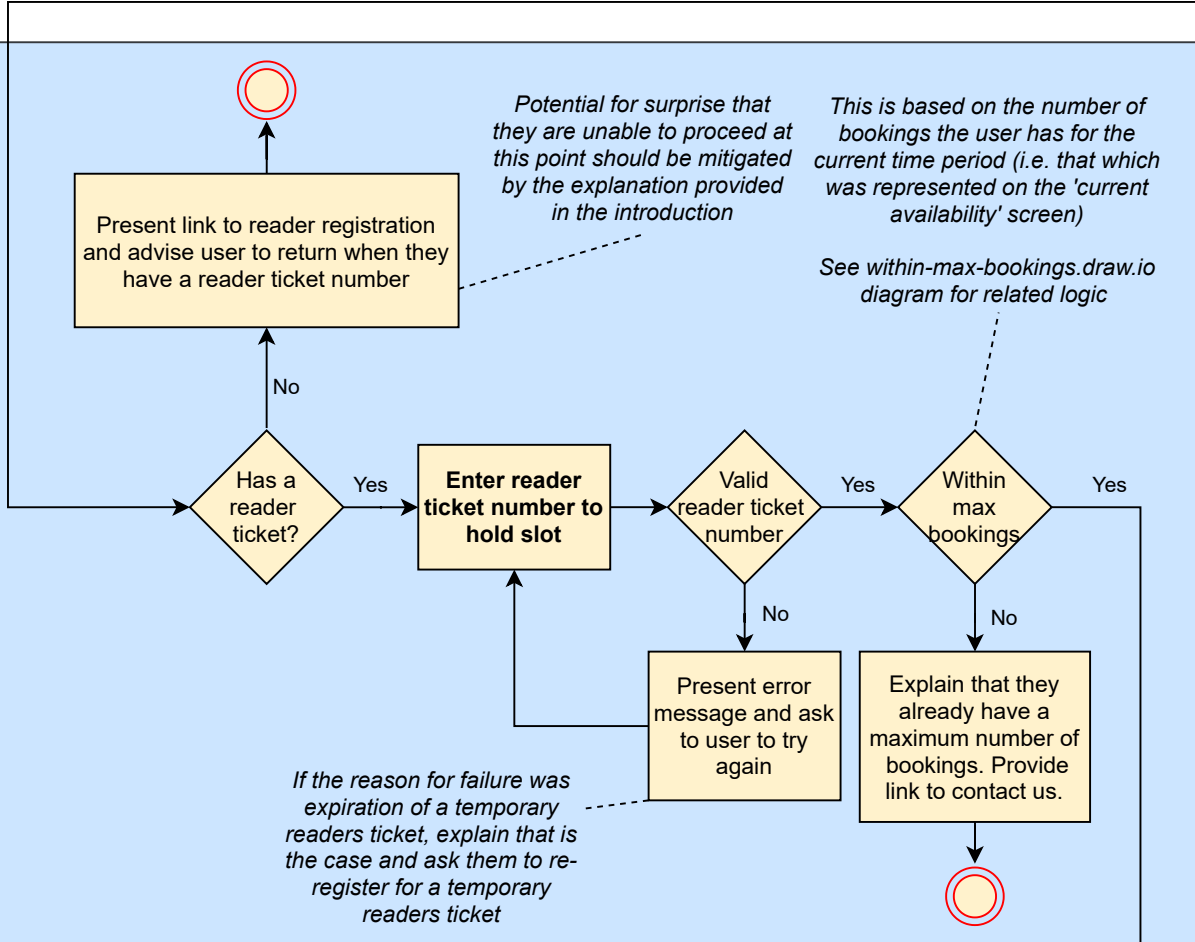 Potential for surprise that
they are unable to proceed at
this point should be mitigated
by the explanation provided
in the introduction
This is based on the number of
bookings the user has for the
current time period (i.e. that which
was represented on the 'current
availability' screen)
See within-max-bookings.draw.io
diagram for related logic
Present link to reader registration
and advise user to return when they
have a reader ticket number
No
Has a
reader
ticket?
Yes
Enter reader
ticket number to
hold slot
Valid
reader ticket
number
Yes
Within
max
bookings
Yes
No
No
Present error
message and ask
to user to try
again
Explain that they
already have a
maximum number of
bookings. Provide
link to contact us.
If the reason for failure was
expiration of a temporary
readers ticket, explain that is
the case and ask them to re-
register for a temporary
readers ticket